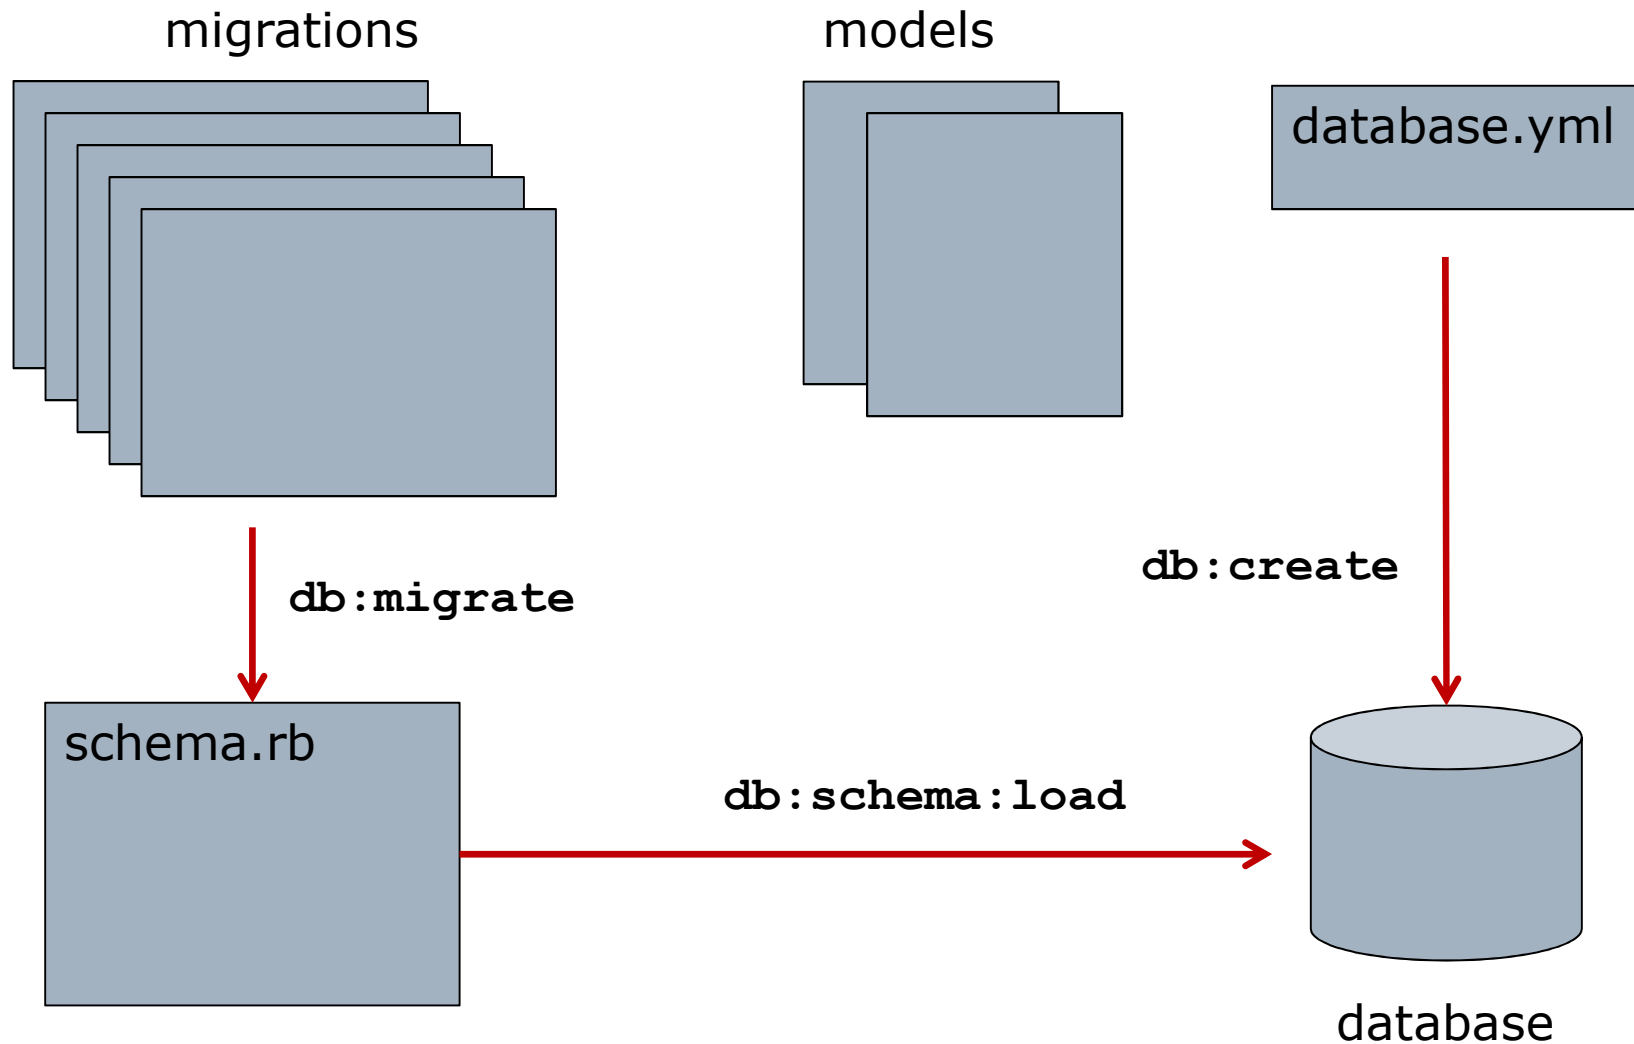 migrations
models
database.yml
db:create
db:migrate
schema.rb
db:schema:load
database